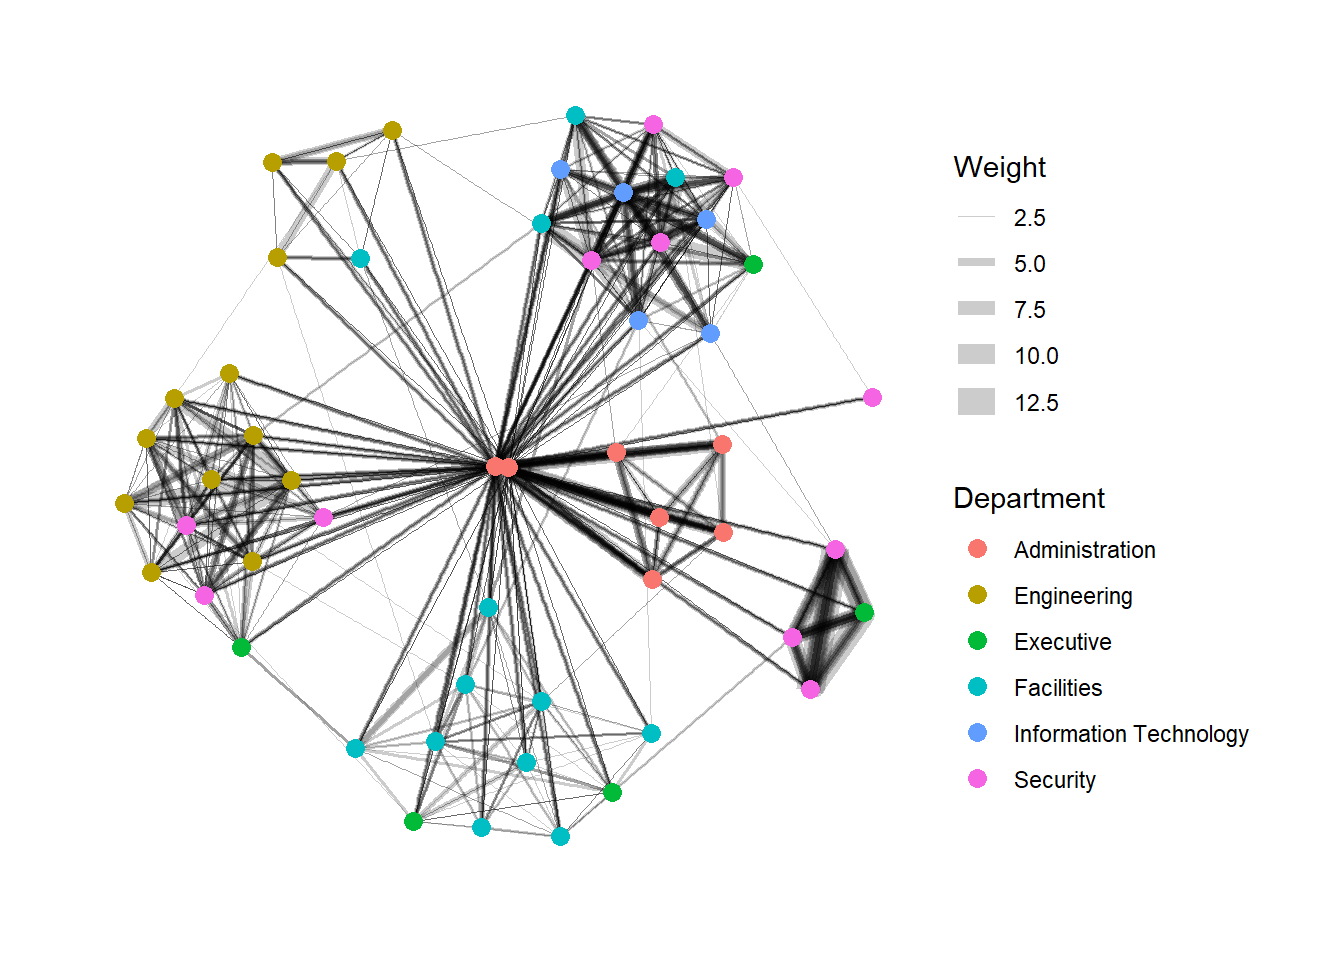 Weight
2.5
5.0
7.5
10.0
12.5
Department
Administration
Engineering
Executive
Facilities
Information Technology
Security